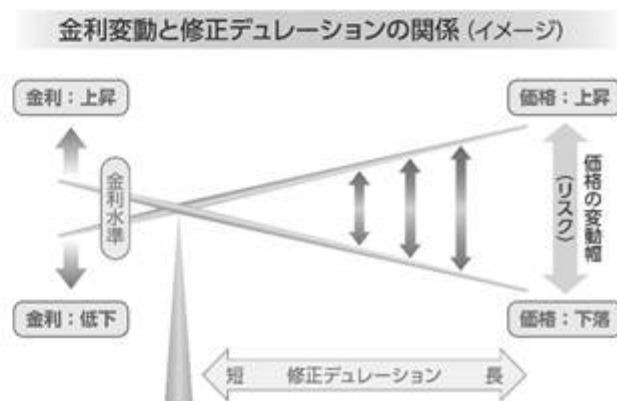 金利変動と修正デュレーションの関係(イメージ)
金利：上昇
価格：上昇
金利水準
価格の変動幅
(リスク)
金利：低下
価格：下落
短 修正デュレーション 長